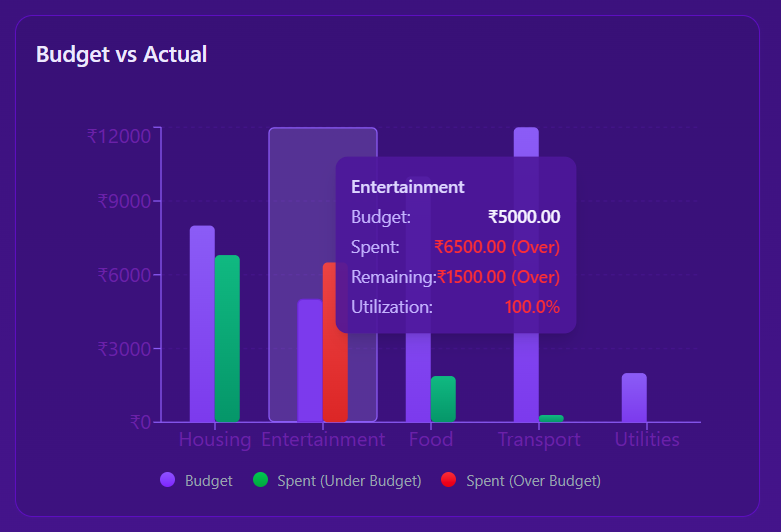 Budget vs Actual
₹12000
₹9000
₹6000
₹3000
₹0
Entertainment
Budget: ₹5000.00
Spent: ₹6500.00 (Over)
Remaining:₹1500.00 (Over)
Utilization: 100.0%
Housing Entertainment Food Transport Utilities
Budget Spent (Under Budget) Spent (Over Budget)